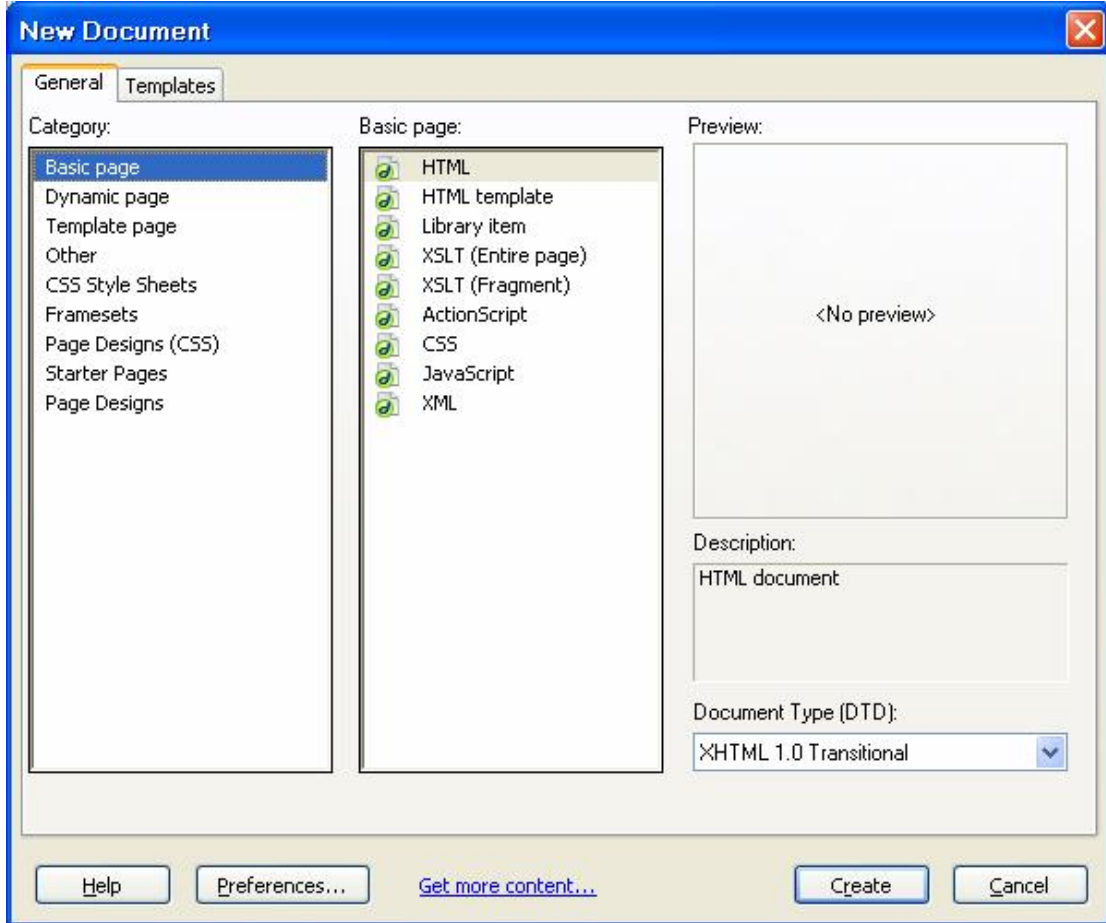 New Document
General
Templates
Category:
Basic page
Dynamic page
Template page
Other
CSS Style Sheets
Framesets
Page Designs (CSS)
Starter Pages
Page Designs
Basic page:
HTML
HTML template
Library item
XSLT (Entire page)
XSLT (Fragment)
ActionScript
CSS
JavaScript
XML
Preview:
<No preview>
Description:
HTML document
Document Type (DTD):
XHTML 1.0 Transitional
Help
Preferences...
Get more content...
Create
Cancel